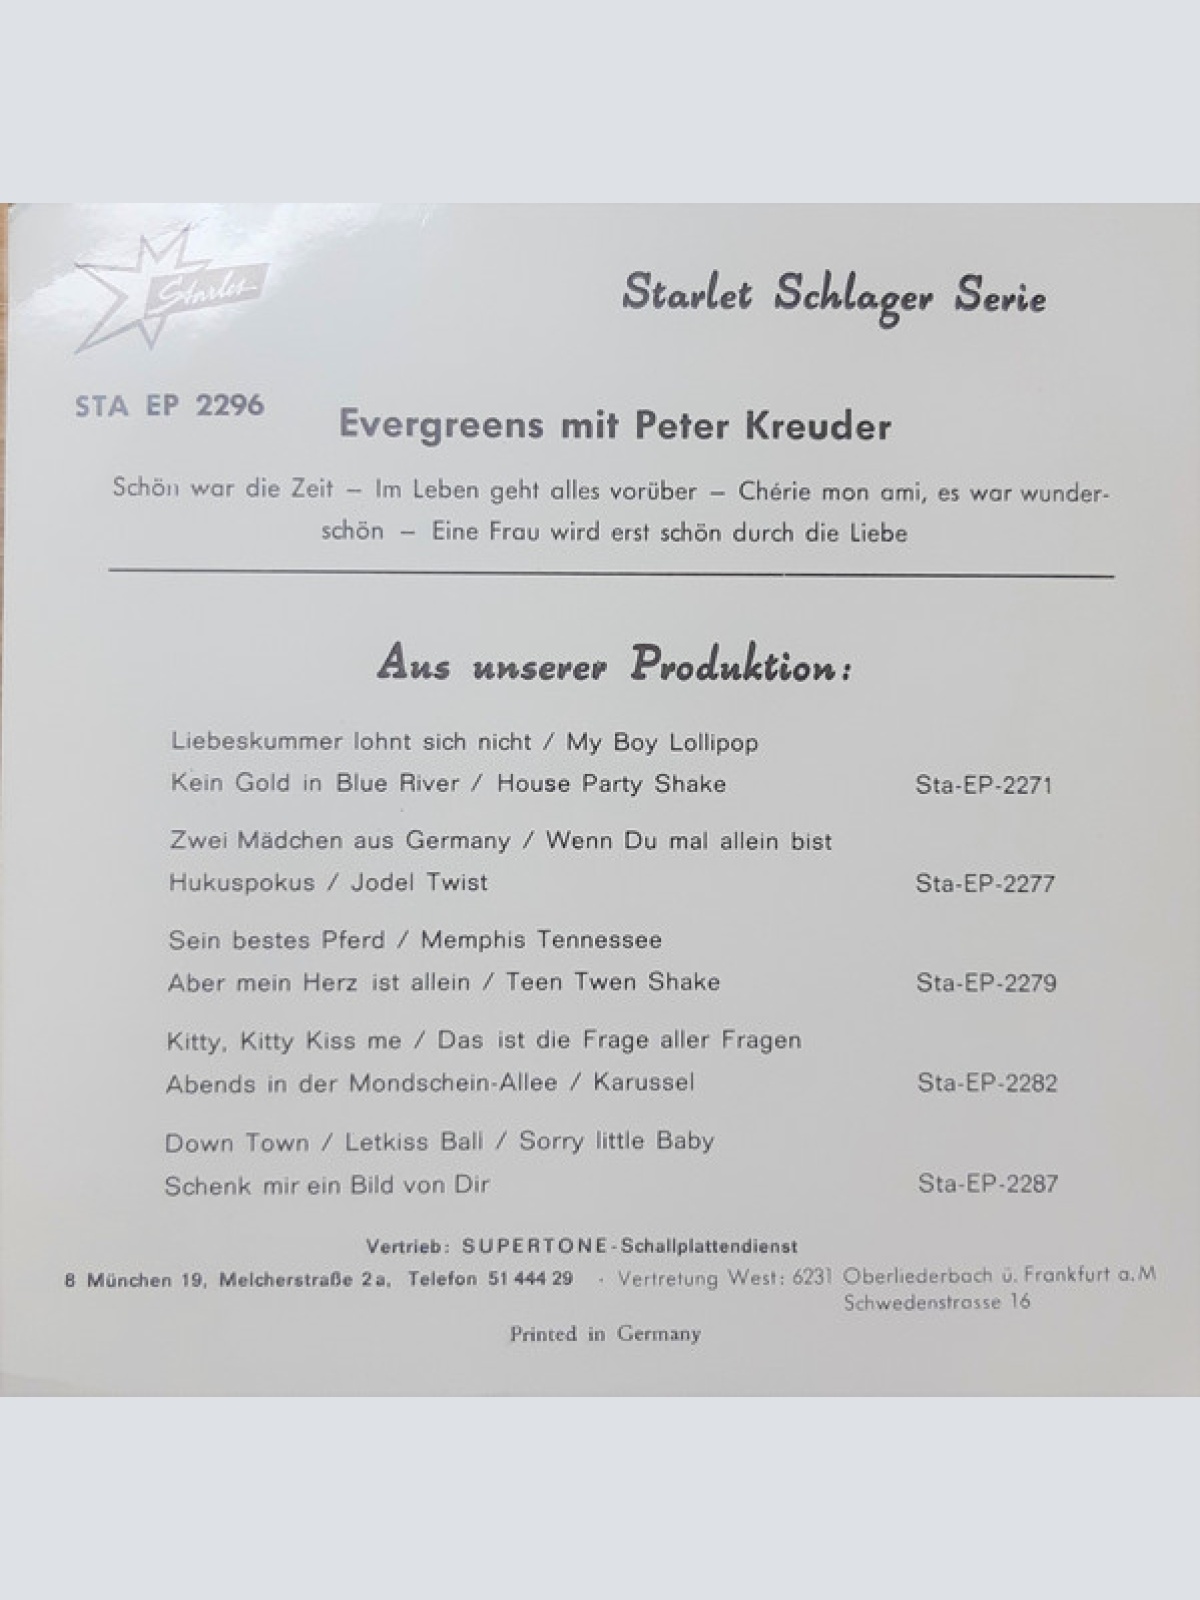 Starlet
Starlet Schlager Serie
STA EP 2296
Evergreens mit Peter Kreuder
Schön war die Zeit – Im Leben geht alles vorüber – Chérie mon ami, es war wunder-
schön – Eine Frau wird erst schön durch die Liebe
Aus unserer Produktion:
Liebeskummer lohnt sich nicht / My Boy Lollipop
Kein Gold in Blue River / House Party Shake Sta-EP-2271
Zwei Mädchen aus Germany / Wenn Du mal allein bist
Hukuspokus / Jodel Twist Sta-EP-2277
Sein bestes Pferd / Memphis Tennessee
Aber mein Herz ist allein / Teen Twen Shake Sta-EP-2279
Kitty, Kitty Kiss me / Das ist die Frage aller Fragen
Abends in der Mondschein-Allee / Karussel Sta-EP-2282
Down Town / Letkiss Ball / Sorry little Baby
Schenk mir ein Bild von Dir Sta-EP-2287
Vertrieb: SUPERTONE-Schallplattendienst
8 München 19, Melcherstraße 2a, Telefon 51 444 29 · Vertretung West: 6231 Oberliederbach ü. Frankfurt a.M
Schwedenstrasse 16
Printed in Germany